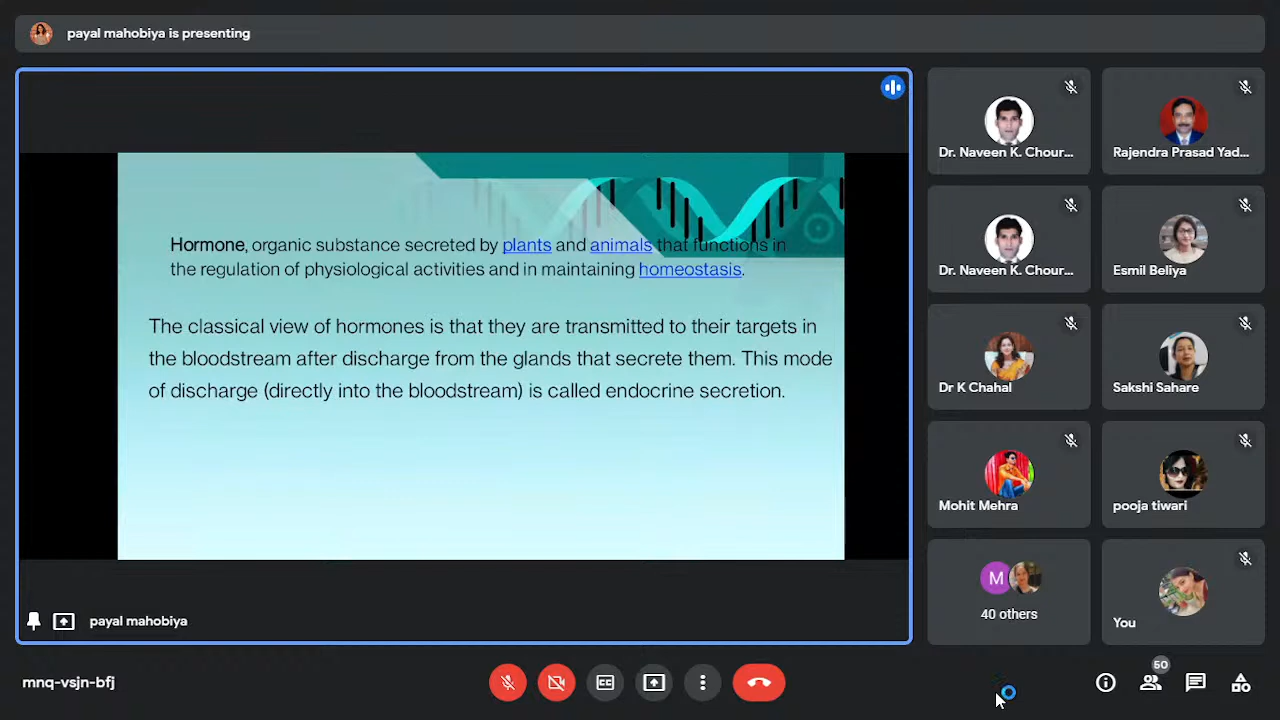 payal mahobiya is presenting
Hormone, organic substance secreted by plants and animals that functions in
the regulation of physiological activities and in maintaining homeostasis.
The classical view of hormones is that they are transmitted to their targets in
the bloodstream after discharge from the glands that secrete them. This mode
of discharge (directly into the bloodstream) is called endocrine secretion.
payal mahobiya
Dr. Naveen K. Chour...
Rajendra Prasad Yad...
Dr. Naveen K. Chour...
Esmil Beliya
Dr K Chahal
Sakshi Sahare
Mohit Mehra
pooja tiwari
M
40 others
You
mnq-vsjn-bfj
CC
50